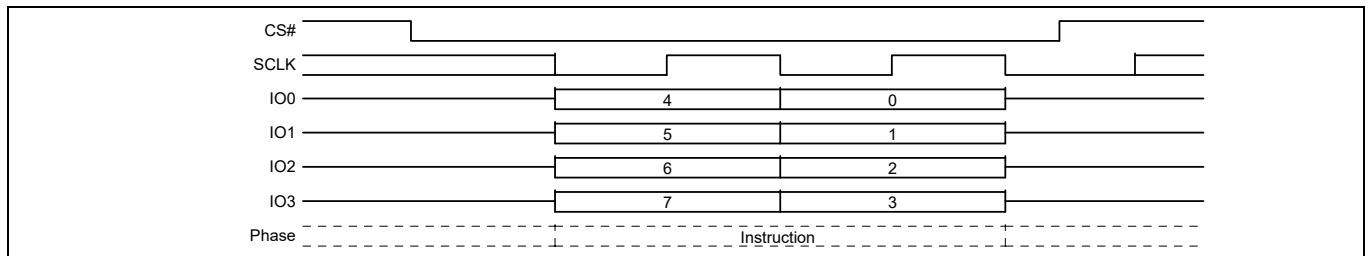 CS#
SCLK
IO0 4 0
IO1 5 1
IO2 6 2
IO3 7 3
Phase Instruction